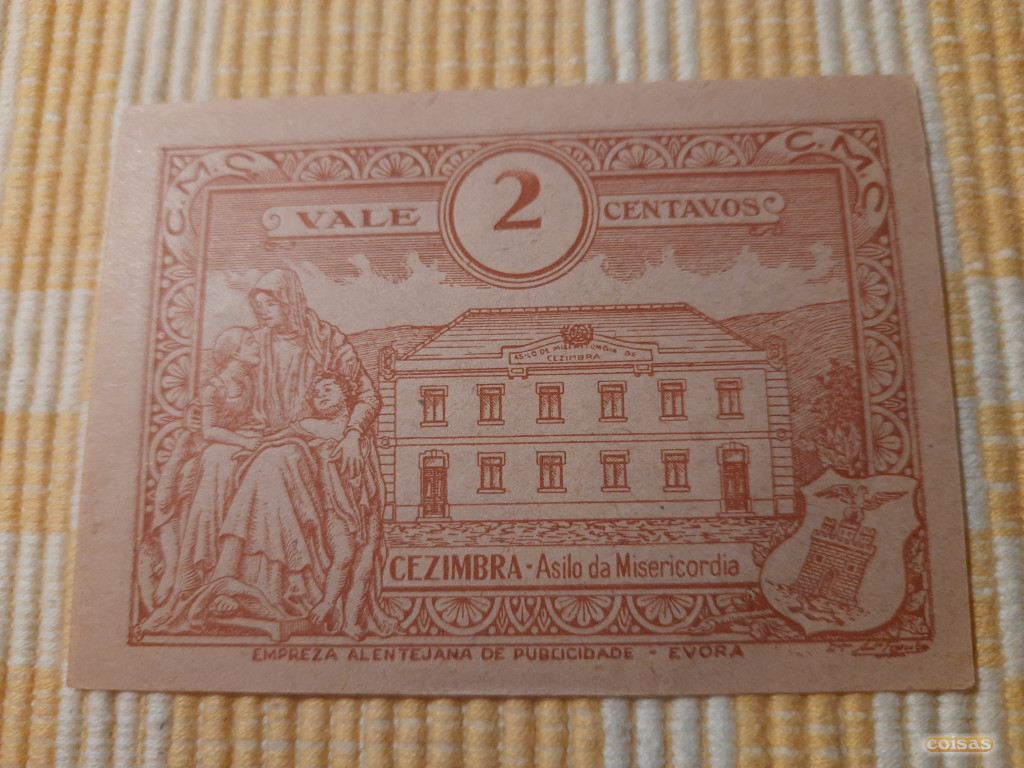 C.M.C.
C.M.C.
VALE 2 CENTAVOS
ASILO DE MISERICORDIA DE
CEZIMBRA
CEZIMBRA - Asilo da Misericordia
EMPREZA ALENTEJANA DE PUBLICIDADE - EVORA
coisas